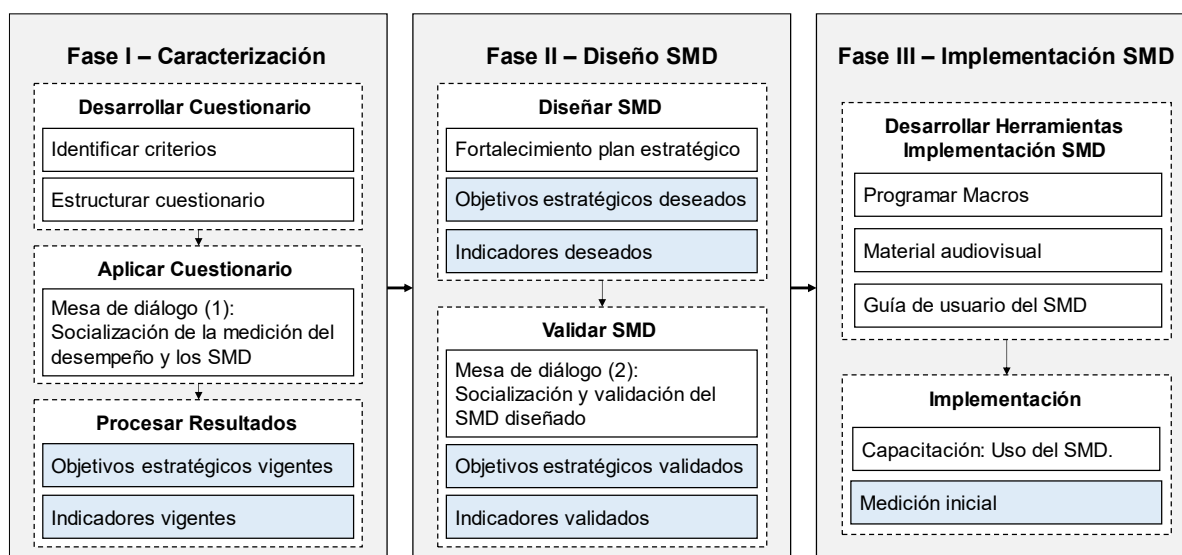 Fase I – Caracterización
Desarrollar Cuestionario
Identificar criterios
Estructurar cuestionario
Aplicar Cuestionario
Mesa de diálogo (1):
Socialización de la medición del
desempeño y los SMD
Procesar Resultados
Objetivos estratégicos vigentes
Indicadores vigentes
Fase II – Diseño SMD
Diseñar SMD
Fortalecimiento plan estratégico
Objetivos estratégicos deseados
Indicadores deseados
Validar SMD
Mesa de diálogo (2):
Socialización y validación del
SMD diseñado
Objetivos estratégicos validados
Indicadores validados
Fase III – Implementación SMD
Desarrollar Herramientas
Implementación SMD
Programar Macros
Material audiovisual
Guía de usuario del SMD
Implementación
Capacitación: Uso del SMD.
Medición inicial